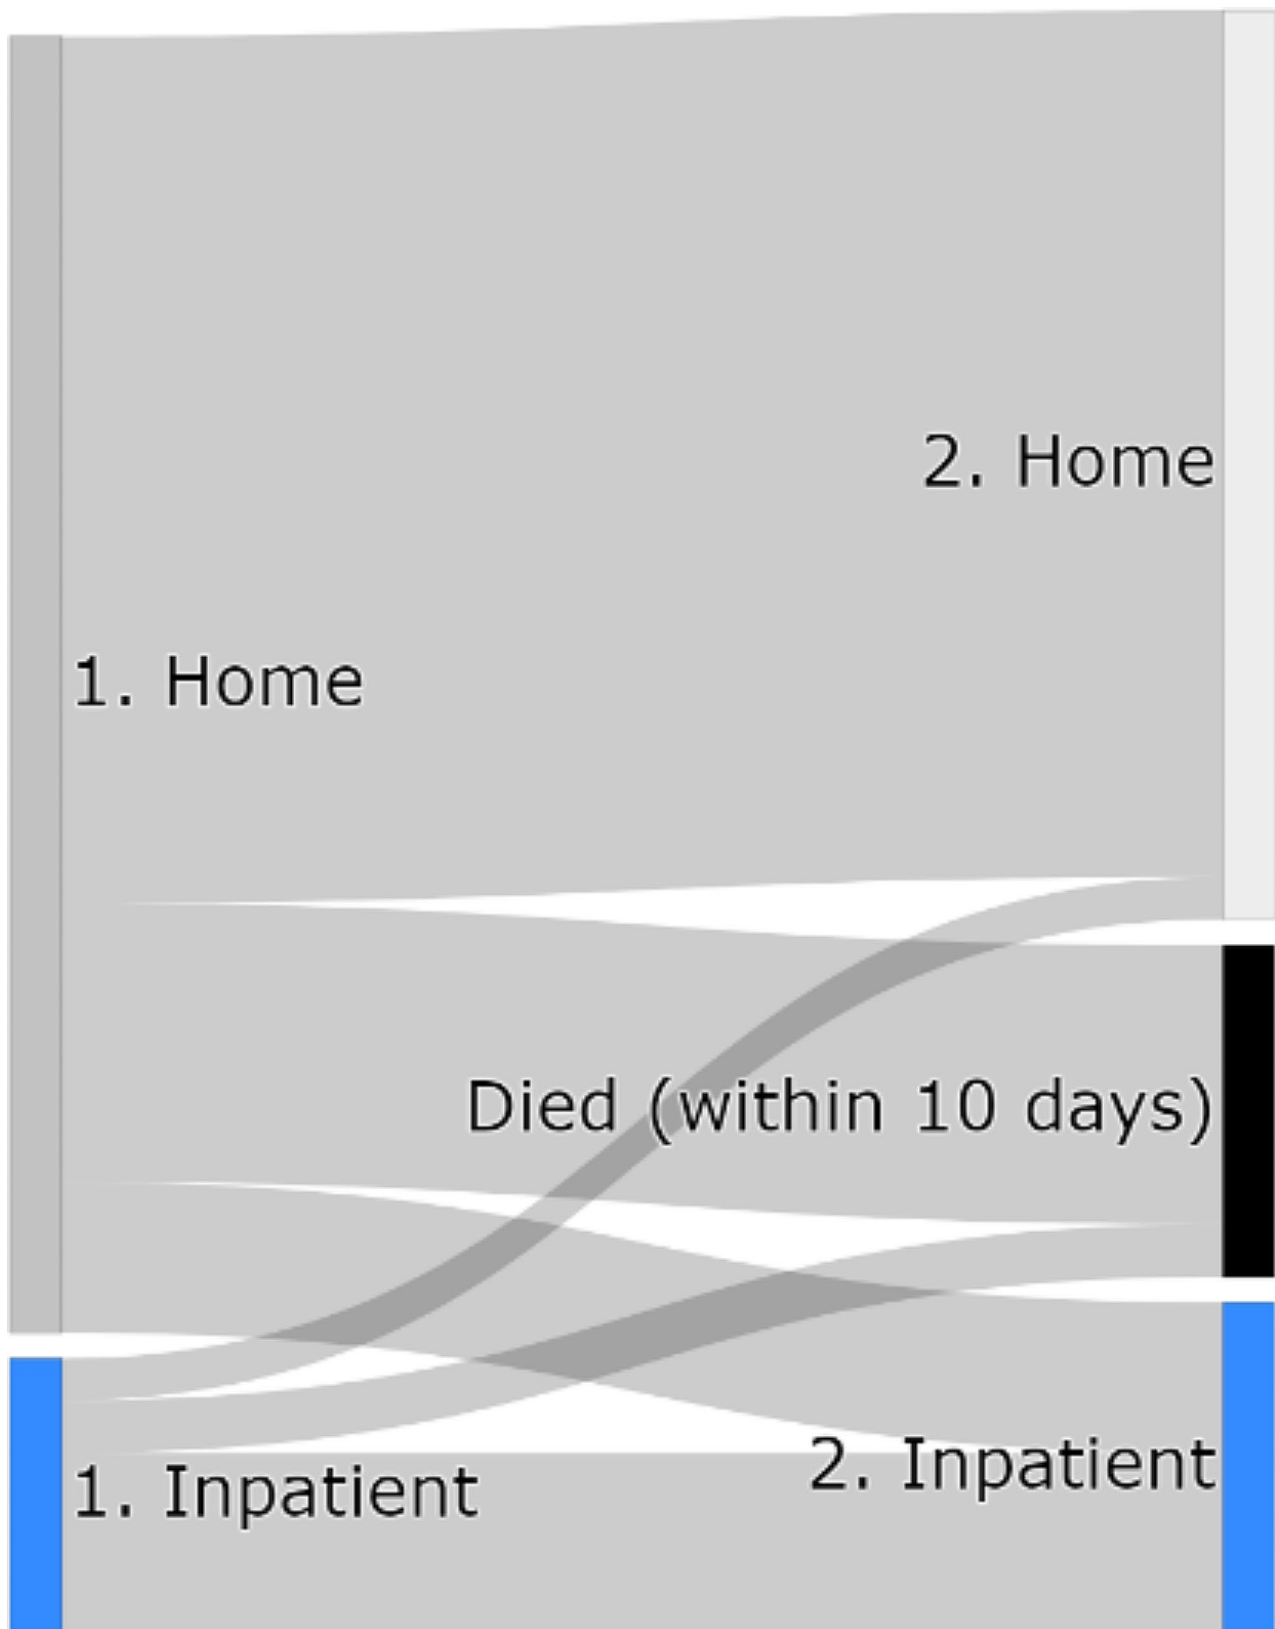 2. Home
1. Home
Died (within 10 days)
2. Inpatient
1. Inpatient